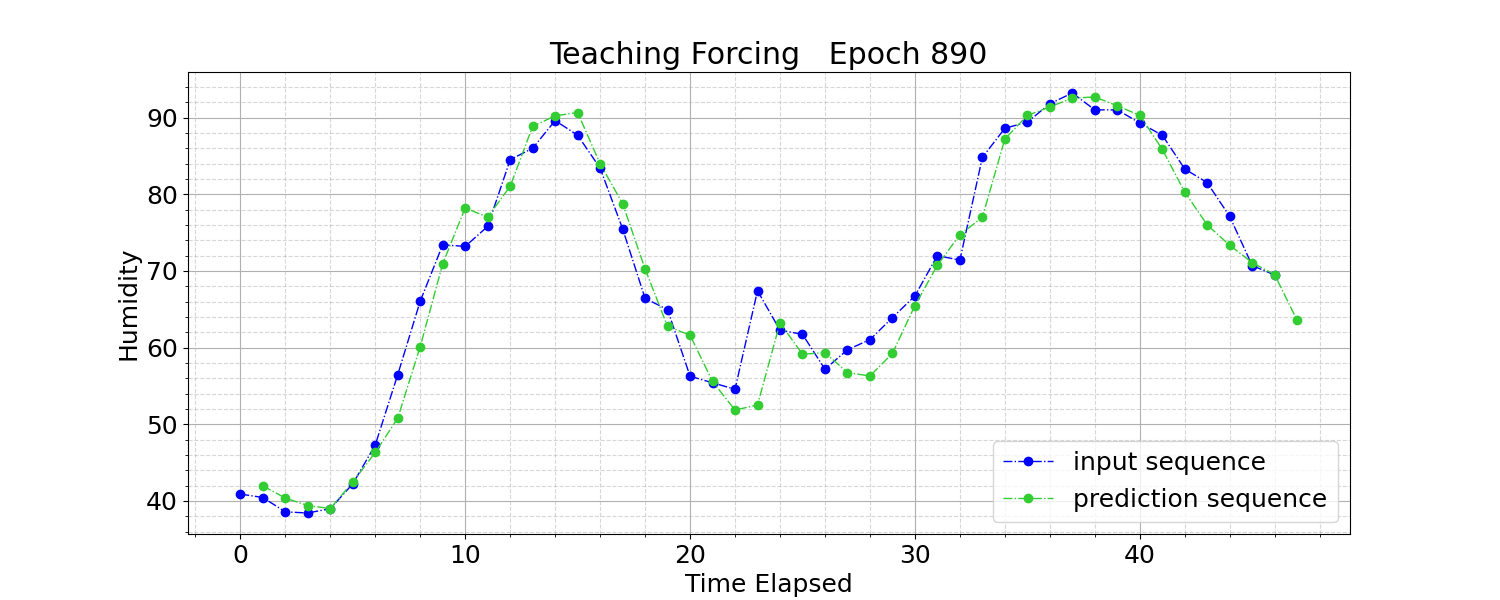 Teaching Forcing   Epoch 890
90
80
70
60
50
40
Humidity
input sequence
prediction sequence
0 10 20 30 40
Time Elapsed